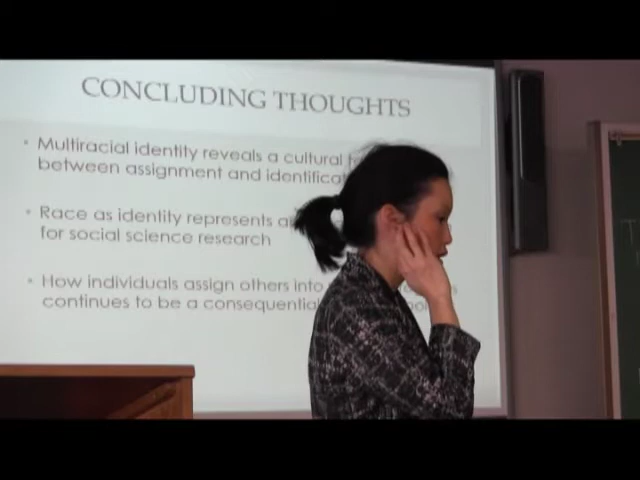 CONCLUDING THOUGHTS
• Multiracial identity reveals a cultural
between assignment and identificat
• Race as identity represents
for social science research
• How individuals assign others into
continues to be a consequential